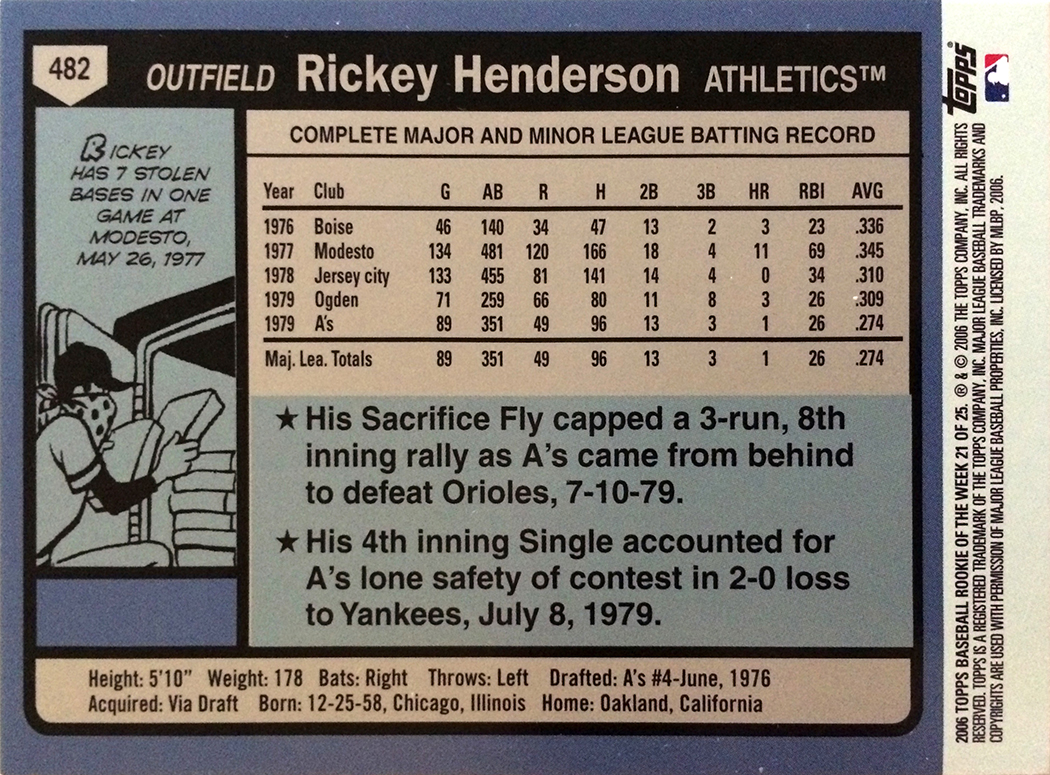 482
OUTFIELD Rickey Henderson ATHLETICS™
RICKEY
HAS 7 STOLEN
BASES IN ONE
GAME AT
MODESTO,
MAY 26, 1977
COMPLETE MAJOR AND MINOR LEAGUE BATTING RECORD
Year Club G AB R H 2B 3B HR RBI AVG
1976 Boise 46 140 34 47 13 2 3 23 .336
1977 Modesto 134 481 120 166 18 4 11 69 .345
1978 Jersey city 133 455 81 141 14 4 0 34 .310
1979 Ogden 71 259 66 80 11 8 3 26 .309
1979 A's 89 351 49 96 13 3 1 26 .274
Maj. Lea. Totals 89 351 49 96 13 3 1 26 .274
★ His Sacrifice Fly capped a 3-run, 8th
inning rally as A's came from behind
to defeat Orioles, 7-10-79.
★ His 4th inning Single accounted for
A's lone safety of contest in 2-0 loss
to Yankees, July 8, 1979.
Height: 5'10" Weight: 178 Bats: Right Throws: Left Drafted: A's #4-June, 1976
Acquired: Via Draft Born: 12-25-58, Chicago, Illinois Home: Oakland, California
topps®
2006 TOPPS BASEBALL ROOKIE OF THE WEEK 21 OF 25. ® & © 2006 THE TOPPS COMPANY, INC. ALL RIGHTS
RESERVED. TOPPS IS A REGISTERED TRADEMARK OF THE TOPPS COMPANY, INC. MAJOR LEAGUE BASEBALL TRADEMARKS AND
COPYRIGHTS ARE USED WITH PERMISSION OF MAJOR LEAGUE BASEBALL PROPERTIES, INC. LICENSED BY MLBP, 2006.